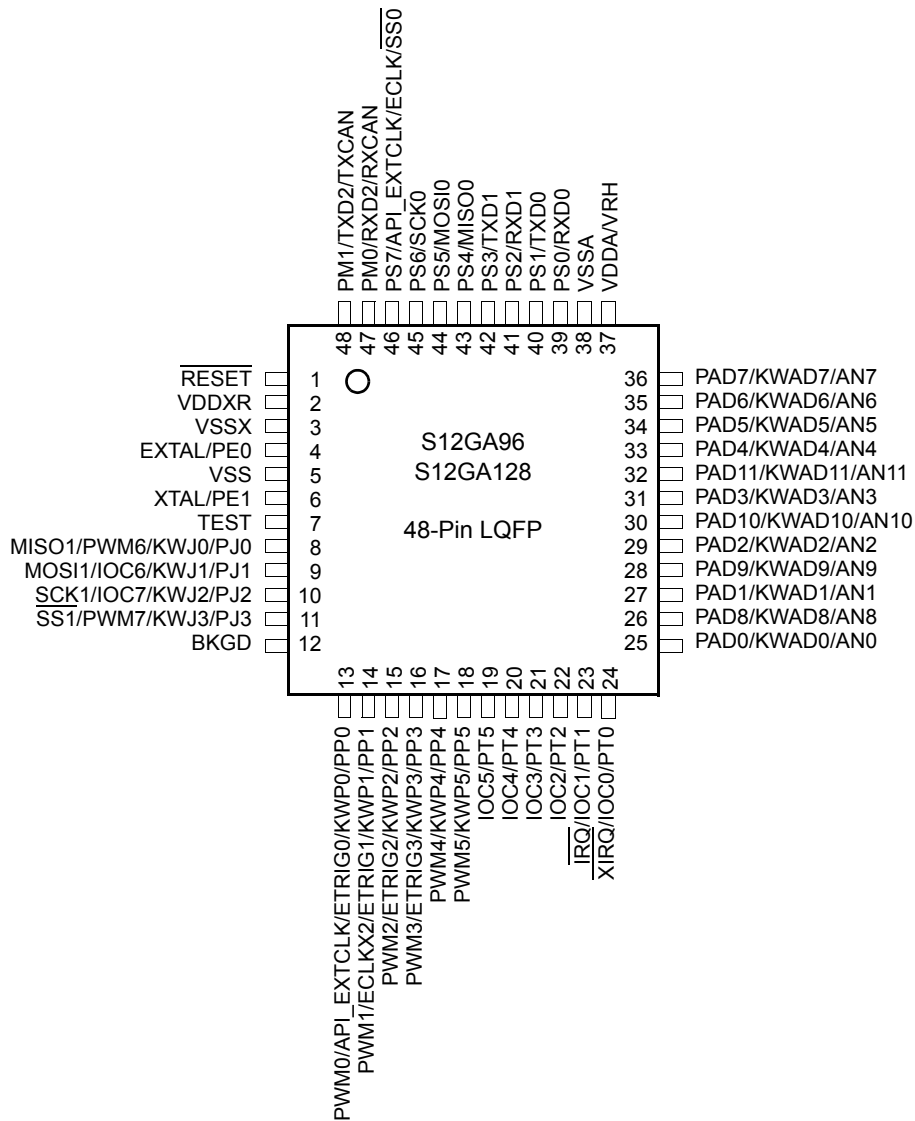 PM1/TXD2/TXCAN
PM0/RXD2/RXCAN
PS7/API_EXTCLK/ECLK/SS0
PS6/SCK0
PS5/MOSI0
PS4/MISO0
PS3/TXD1
PS2/RXD1
PS1/TXD0
PS0/RXD0
VSSA
VDDA/VRH
48
47
46
45
44
43
42
41
40
39
38
37
RESET 1
VDDXR 2
VSSX 3
EXTAL/PE0 4
VSS 5
XTAL/PE1 6
TEST 7
MISO1/PWM6/KWJ0/PJ0 8
MOSI1/IOC6/KWJ1/PJ1 9
SCK1/IOC7/KWJ2/PJ2 10
SS1/PWM7/KWJ3/PJ3 11
BKGD 12
S12GA96
S12GA128
48-Pin LQFP
36 PAD7/KWAD7/AN7
35 PAD6/KWAD6/AN6
34 PAD5/KWAD5/AN5
33 PAD4/KWAD4/AN4
32 PAD11/KWAD11/AN11
31 PAD3/KWAD3/AN3
30 PAD10/KWAD10/AN10
29 PAD2/KWAD2/AN2
28 PAD9/KWAD9/AN9
27 PAD1/KWAD1/AN1
26 PAD8/KWAD8/AN8
25 PAD0/KWAD0/AN0
13
14
15
16
17
18
19
20
21
22
23
24
PWM0/API_EXTCLK/ETRIG0/KWP0/PP0
PWM1/ECLKX2/ETRIG1/KWP1/PP1
PWM2/ETRIG2/KWP2/PP2
PWM3/ETRIG3/KWP3/PP3
PWM4/KWP4/PP4
PWM5/KWP5/PP5
IOC5/PT5
IOC4/PT4
IOC3/PT3
IOC2/PT2
IRQ/IOC1/PT1
XIRQ/IOC0/PT0